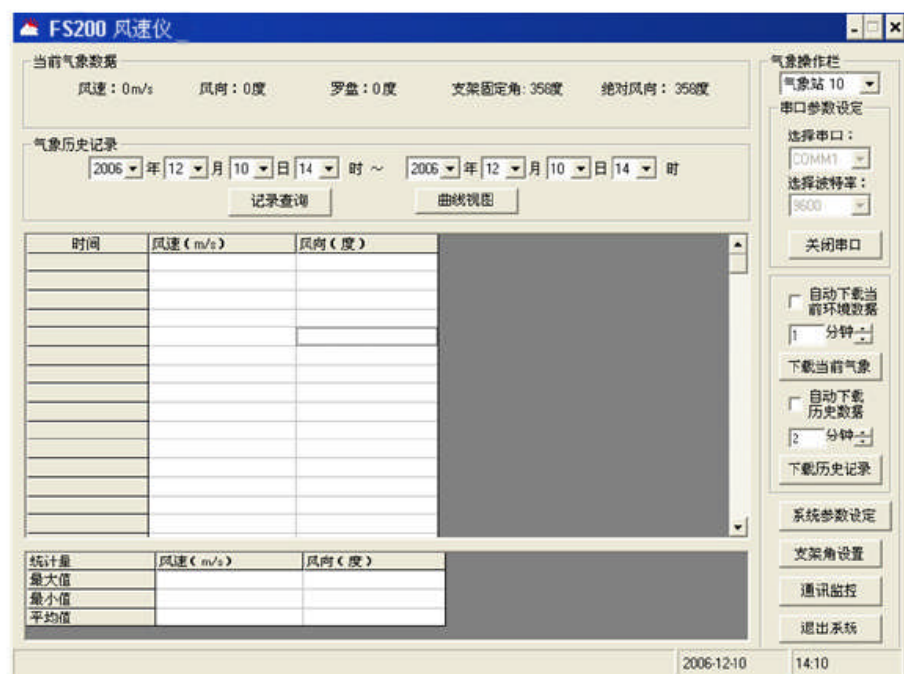 FS200 风速仪_
当前气象数据
风速：0m/s 风向：0度 罗盘：0度 支架固定角：358度 绝对风向：358度
气象历史记录
2006 年 12 月 10 日 14 时 ～ 2006 年 12 月 10 日 14 时
记录查询 曲线视图
时间 风速（m/s） 风向（度）
统计量 风速（m/s） 风向（度）
最大值
最小值
平均值
气象操作栏
气象站 10
串口参数设定
选择串口：
COMM1
选择波特率：
9600
关闭串口
自动下载当
前环境数据
1 分钟
下载当前气象
自动下载
历史数据
2 分钟
下载历史记录
系统参数设定
支架角设置
通讯监控
退出系统
2006-12-10 14:10